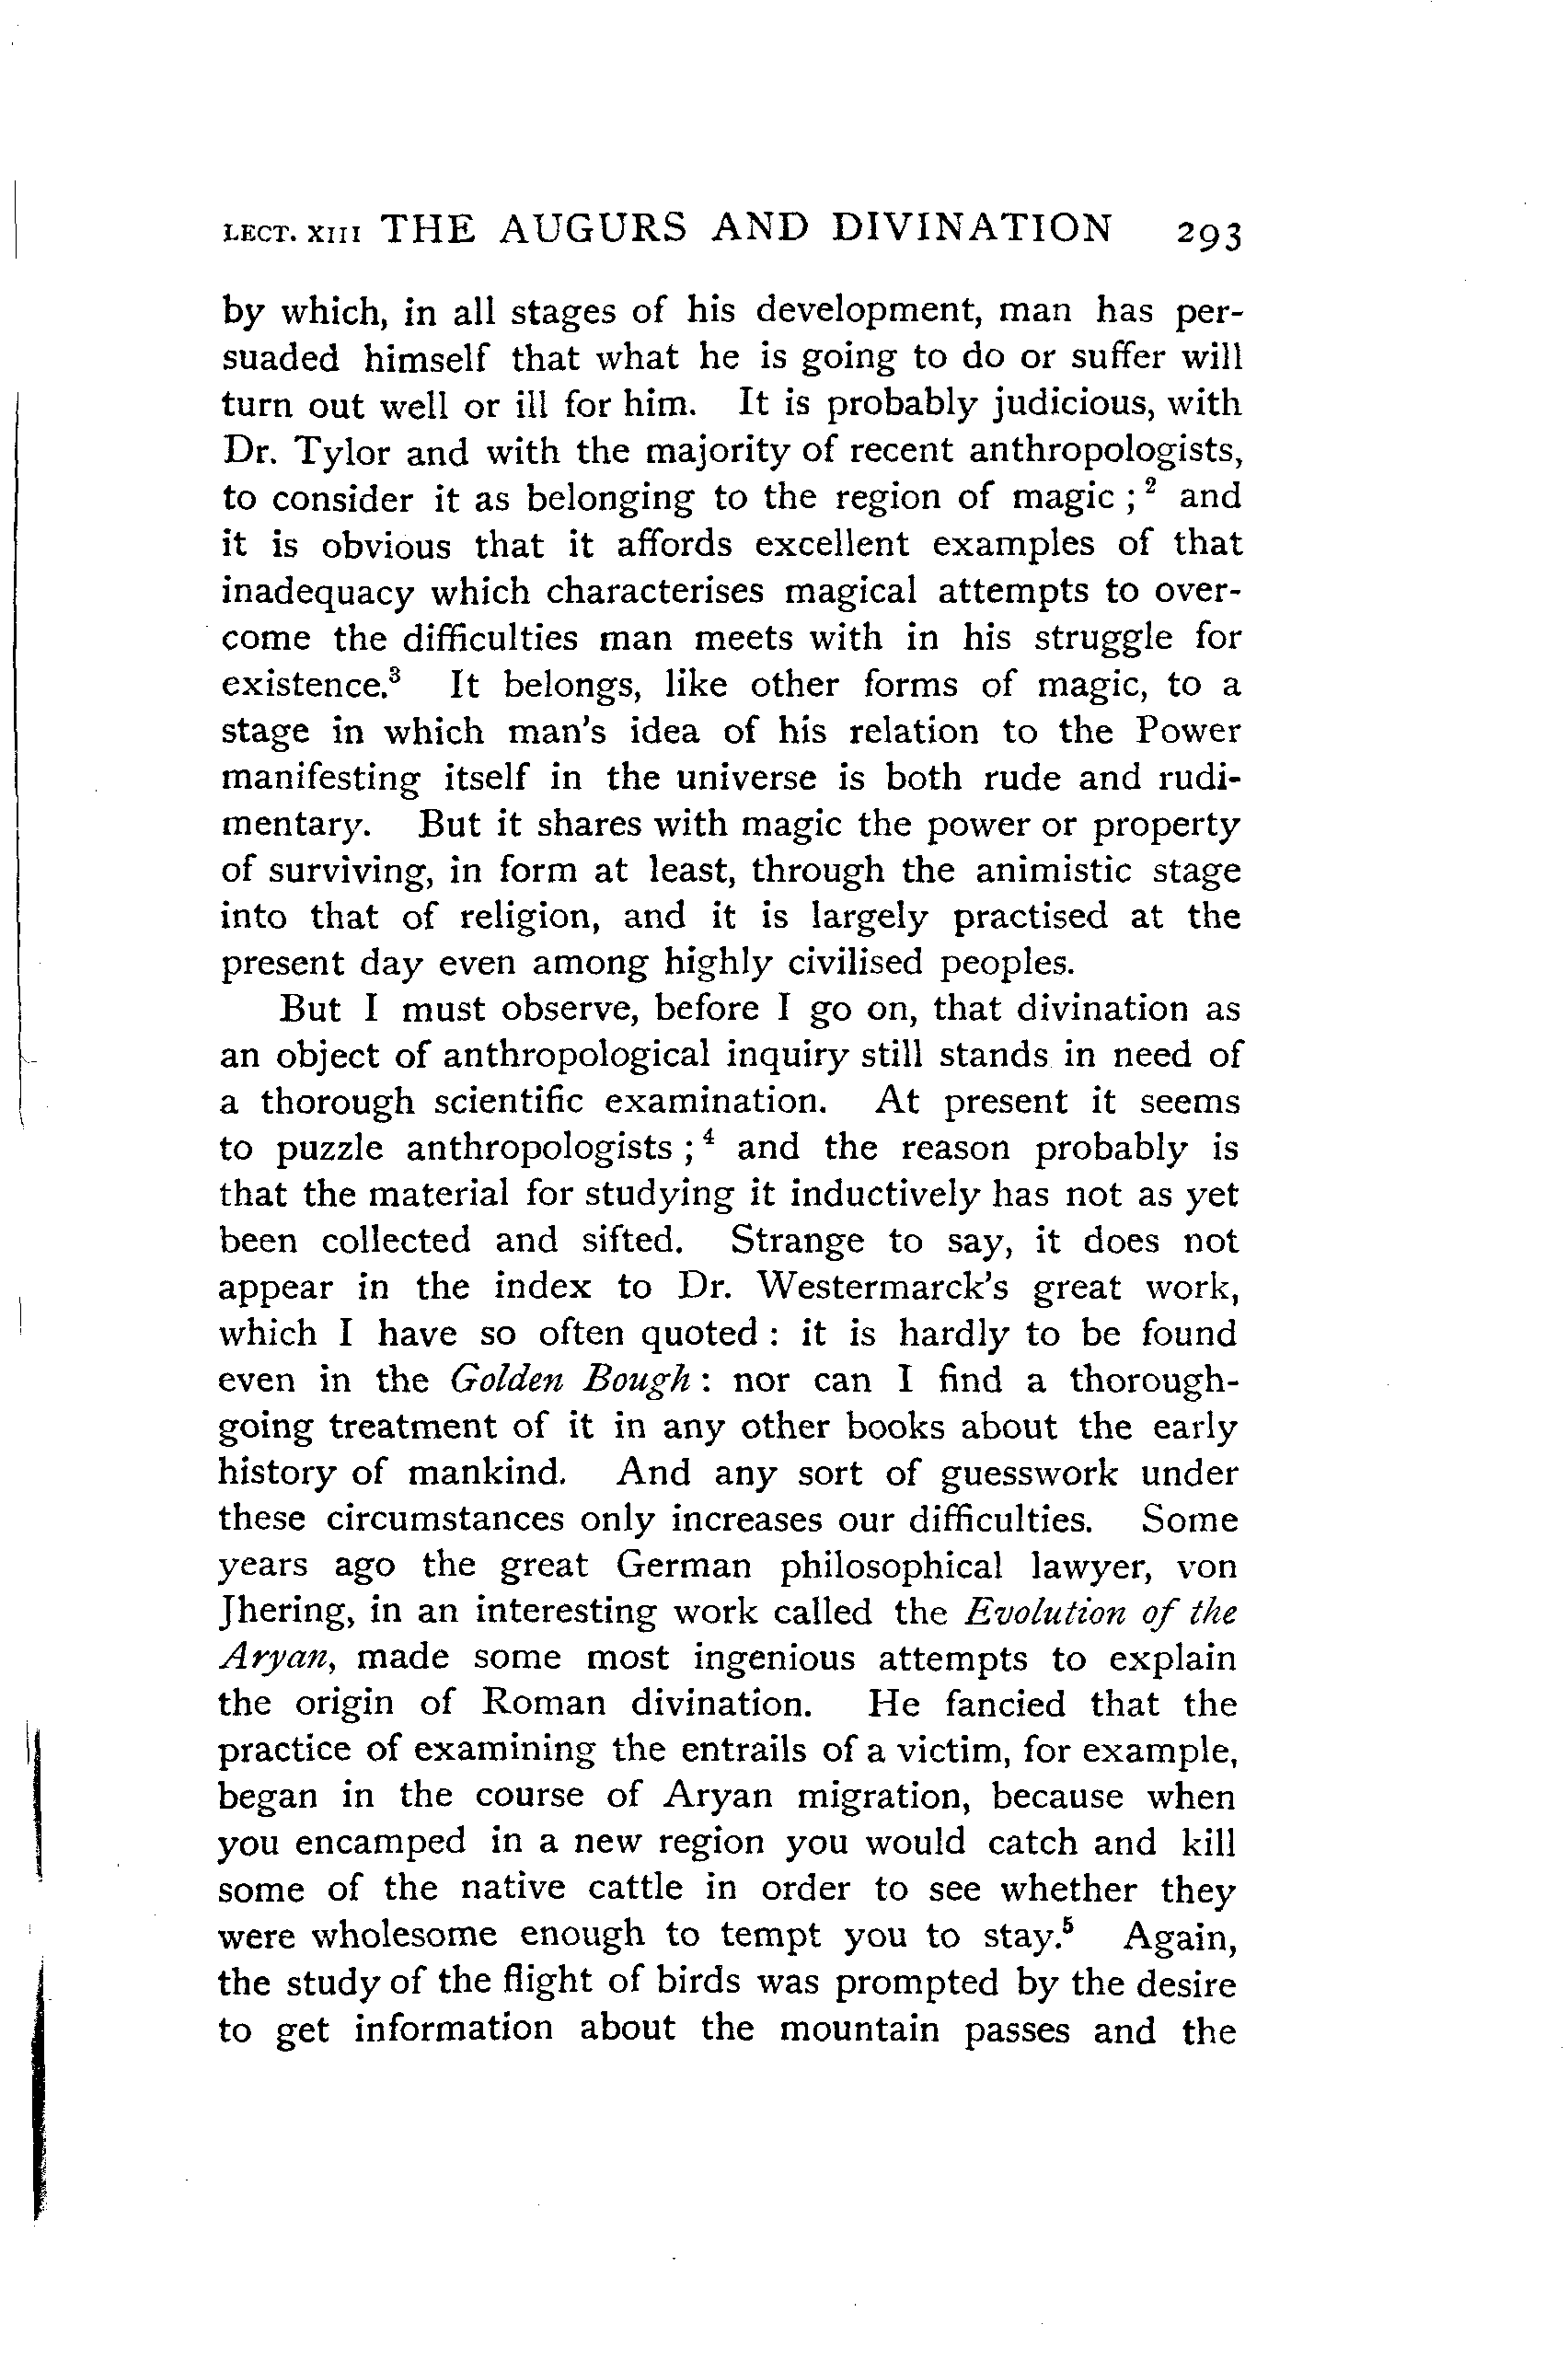 LECT. XIII THE AUGURS AND DIVINATION 293
by which, in all stages of his development, man has per-
suaded himself that what he is going to do or suffer will
turn out well or ill for him. It is probably judicious, with
Dr. Tylor and with the majority of recent anthropologists,
to consider it as belonging to the region of magic ;² and
it is obvious that it affords excellent examples of that
inadequacy which characterises magical attempts to over-
come the difficulties man meets with in his struggle for
existence.³ It belongs, like other forms of magic, to a
stage in which man's idea of his relation to the Power
manifesting itself in the universe is both rude and rudi-
mentary. But it shares with magic the power or property
of surviving, in form at least, through the animistic stage
into that of religion, and it is largely practised at the
present day even among highly civilised peoples.
But I must observe, before I go on, that divination as
an object of anthropological inquiry still stands in need of
a thorough scientific examination. At present it seems
to puzzle anthropologists ;⁴ and the reason probably is
that the material for studying it inductively has not as yet
been collected and sifted. Strange to say, it does not
appear in the index to Dr. Westermarck's great work,
which I have so often quoted : it is hardly to be found
even in the Golden Bough : nor can I find a thorough-
going treatment of it in any other books about the early
history of mankind. And any sort of guesswork under
these circumstances only increases our difficulties. Some
years ago the great German philosophical lawyer, von
Jhering, in an interesting work called the Evolution of the
Aryan, made some most ingenious attempts to explain
the origin of Roman divination. He fancied that the
practice of examining the entrails of a victim, for example,
began in the course of Aryan migration, because when
you encamped in a new region you would catch and kill
some of the native cattle in order to see whether they
were wholesome enough to tempt you to stay.⁵ Again,
the study of the flight of birds was prompted by the desire
to get information about the mountain passes and the